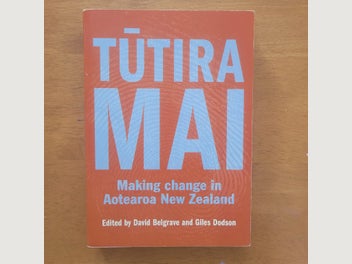 TŪTIRA
MAI
Making change in
Aotearoa New Zealand
Edited by David Belgrave and Giles Dodson